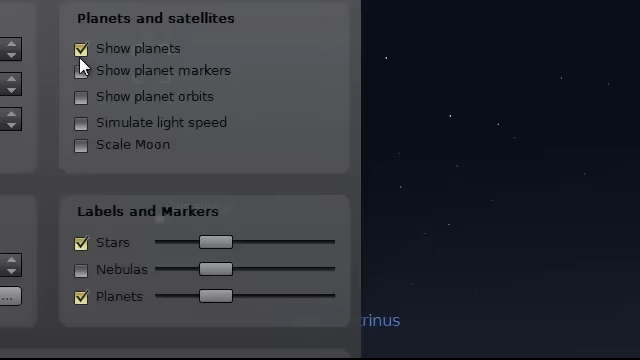 Planets and satellites
Show planets
Show planet markers
Show planet orbits
Simulate light speed
Scale Moon
Labels and Markers
Stars
Nebulas
Planets
...